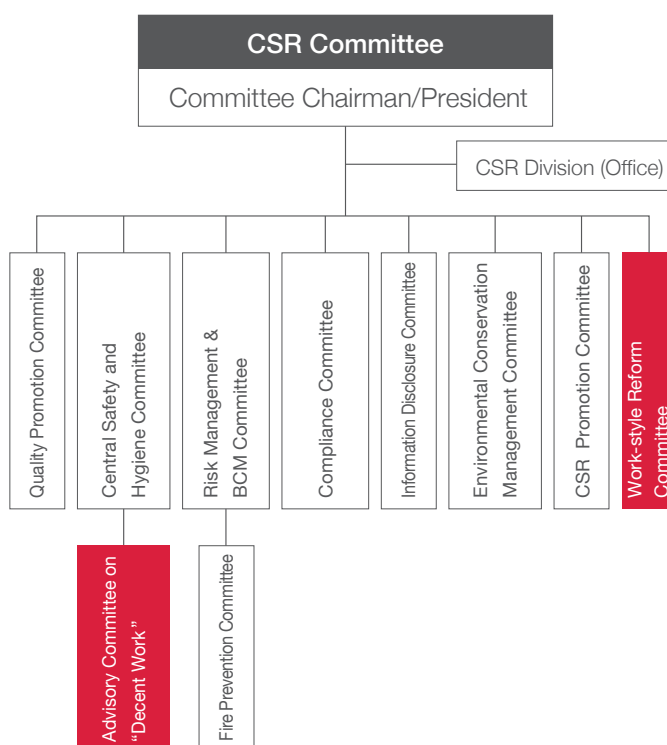 CSR Committee
Committee Chairman/President
CSR Division (Office)
Quality Promotion Committee
Central Safety and
Hygiene Committee
Risk Management &
BCM Committee
Compliance Committee
Information Disclosure Committee
Environmental Conservation
Management Committee
CSR Promotion Committee
Work-style Reform
Committee
Advisory Committee on
“Decent Work”
Fire Prevention Committee